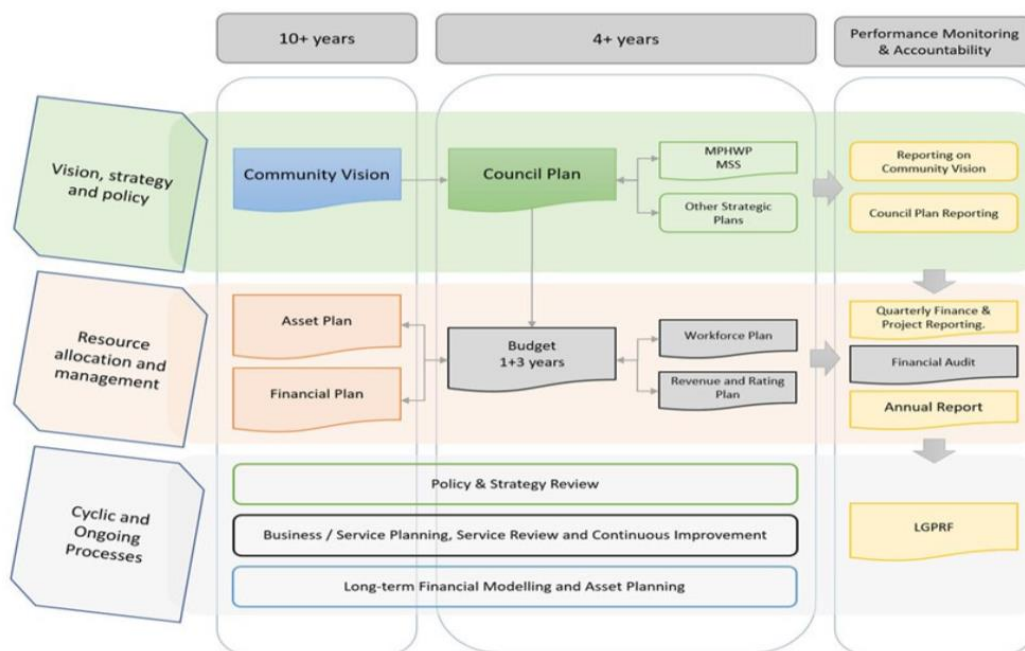 10+ years
4+ years
Performance Monitoring
& Accountability
Vision, strategy
and policy
Community Vision
Council Plan
MPHWP
MSS
Other Strategic
Plans
Reporting on
Community Vision
Council Plan Reporting
Resource
allocation and
management
Asset Plan
Financial Plan
Budget
1+3 years
Workforce Plan
Revenue and Rating
Plan
Quarterly Finance &
Project Reporting.
Financial Audit
Annual Report
Cyclic and
Ongoing
Processes
Policy & Strategy Review
Business / Service Planning, Service Review and Continuous Improvement
Long-term Financial Modelling and Asset Planning
LGPRF